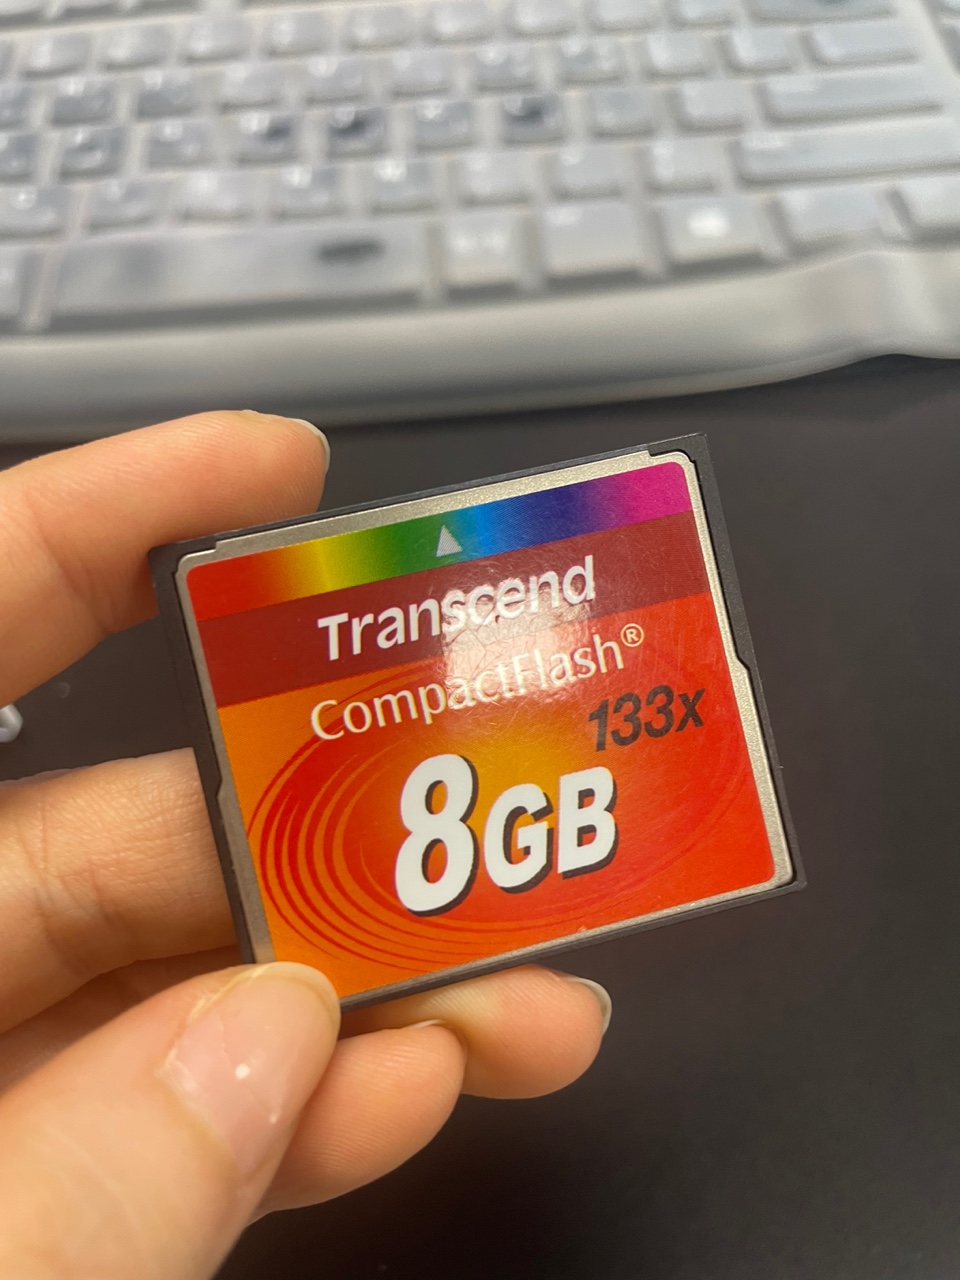 Transcend
CompactFlash®
133x
8GB